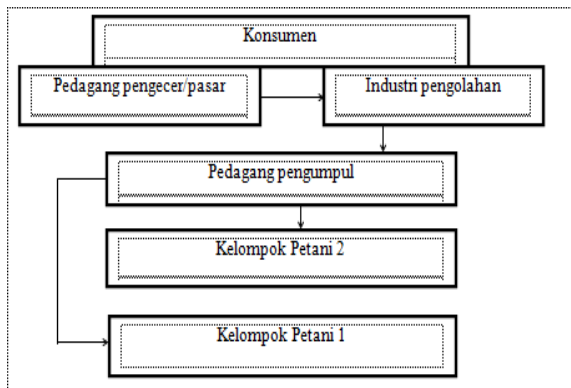 Konsumen
Pedagang pengecer/pasar
Industri pengolahan
Pedagang pengumpul
Kelompok Petani 2
Kelompok Petani 1